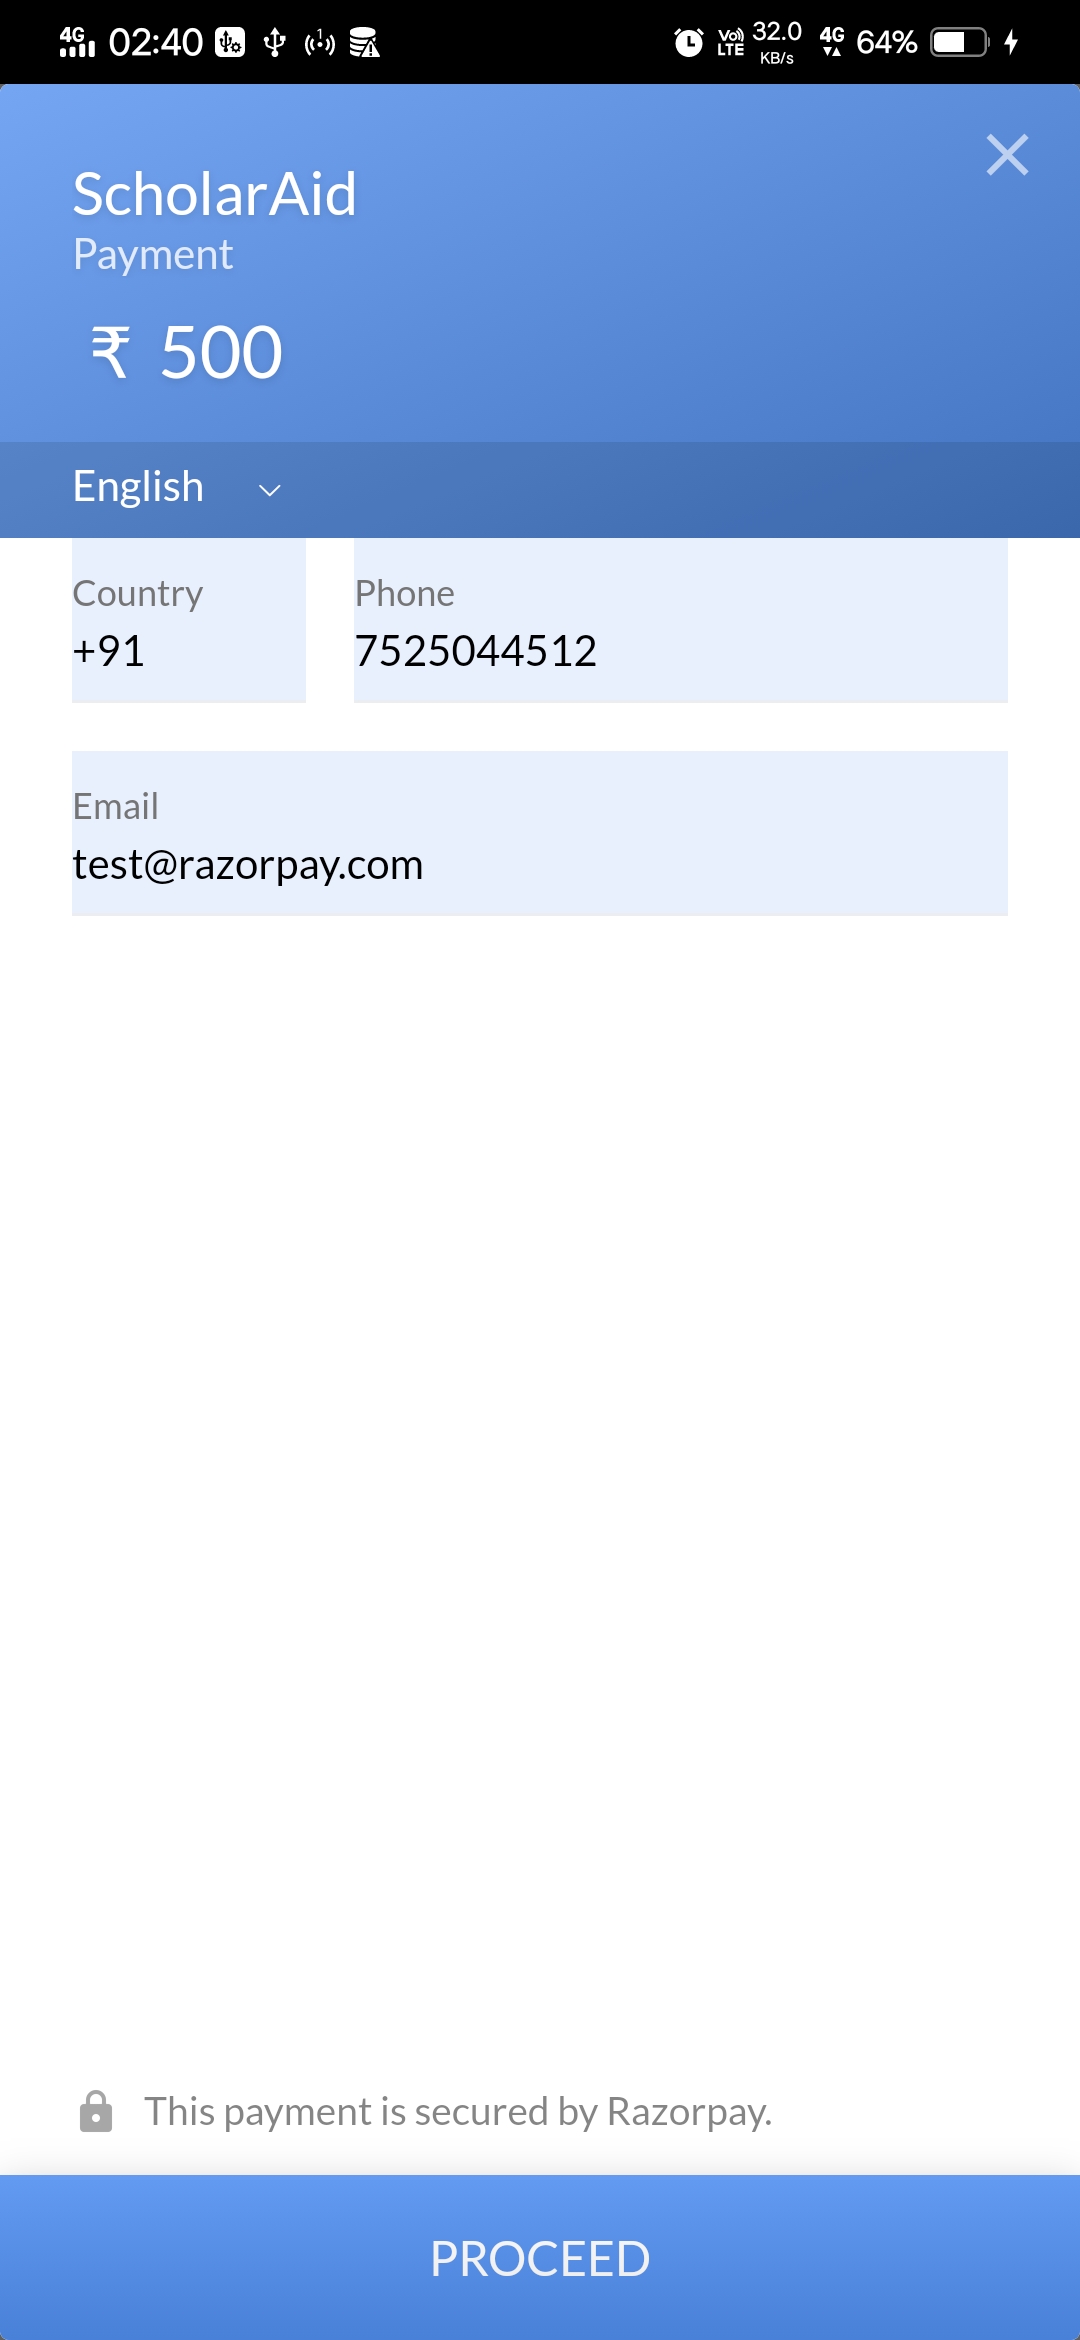 4G 02:40 1 Vo)) LTE 32.0 KB/s 4G 64%
ScholarAid
Payment
₹ 500
English
Country Phone
+91 7525044512
Email
test@razorpay.com
This payment is secured by Razorpay.
PROCEED